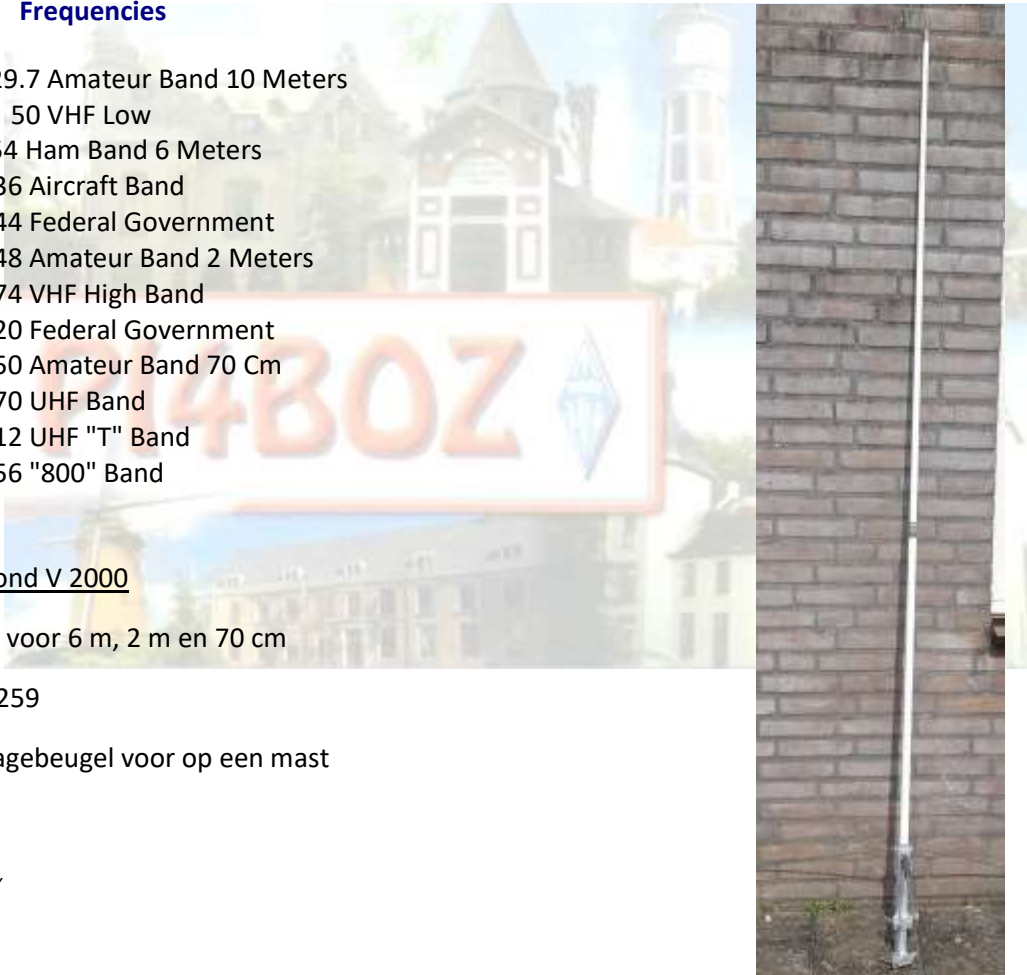 Frequencies
29.7 Amateur Band 10 Meters
50 VHF Low
54 Ham Band 6 Meters
36 Aircraft Band
44 Federal Government
48 Amateur Band 2 Meters
74 VHF High Band
20 Federal Government
50 Amateur Band 70 Cm
70 UHF Band
12 UHF "T" Band
56 "800" Band
PI4BOZ
ond V 2000
voor 6 m, 2 m en 70 cm
259
agebeugel voor op een mast